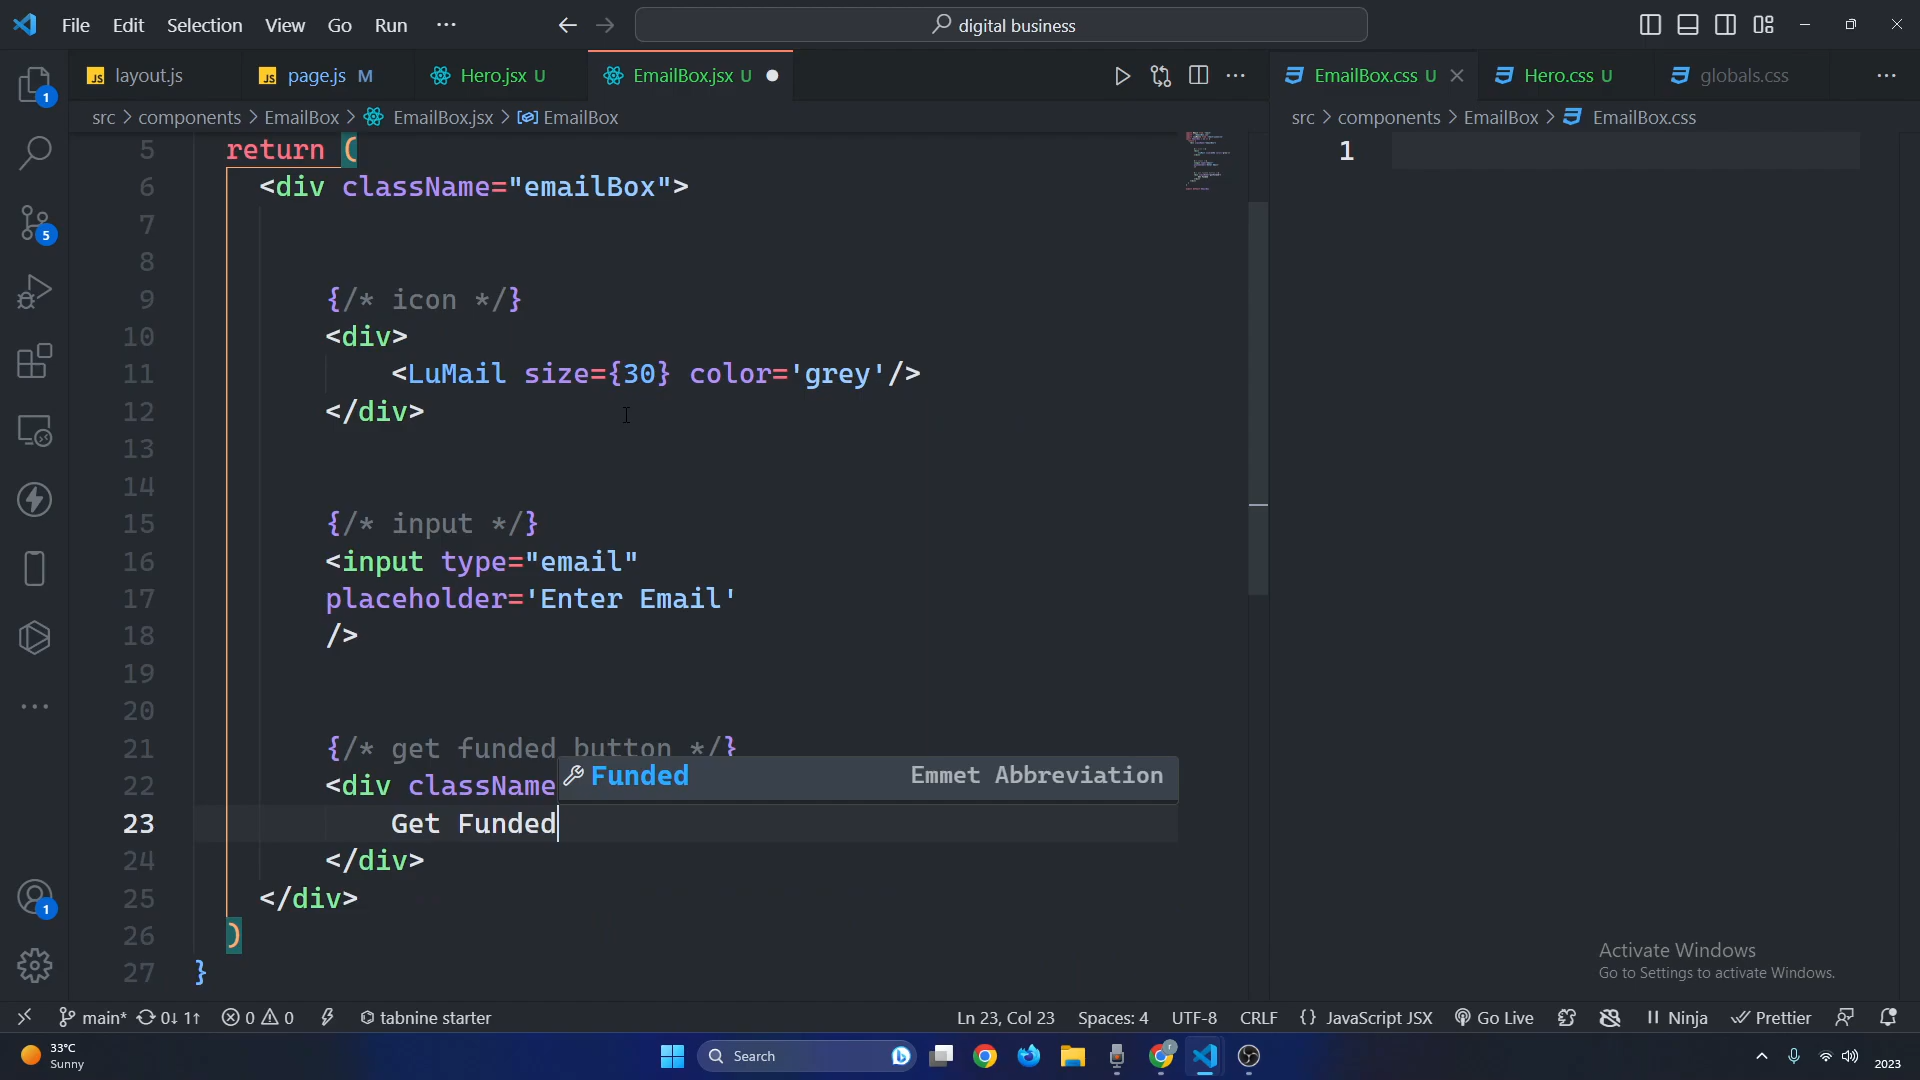 File Edit Selection View Go Run ··· digital business
JS layout.js JS page.js M Hero.jsx U EmailBox.jsx U EmailBox.css U Hero.css U globals.css
src > components > EmailBox > EmailBox.jsx > EmailBox
src > components > EmailBox > EmailBox.css
5 return (
6 <div className="emailBox">
7
8
9 {/* icon */}
10 <div>
11 <LuMail size={30} color='grey'/>
12 </div>
13
14
15 {/* input */}
16 <input type="email"
17 placeholder='Enter Email'
18 />
19
20
21 {/* get funded button */}
22 <div className
Funded Emmet Abbreviation
23 Get Funded
24 </div>
25 </div>
26 )
27 }
1
1
5
1
Activate Windows
Go to Settings to activate Windows.
main* 0↓ 1↑ 0 0 tabnine starter Ln 23, Col 23 Spaces: 4 UTF-8 CRLF {} JavaScript JSX Go Live Ninja Prettier
33°C
Sunny
Search
2023